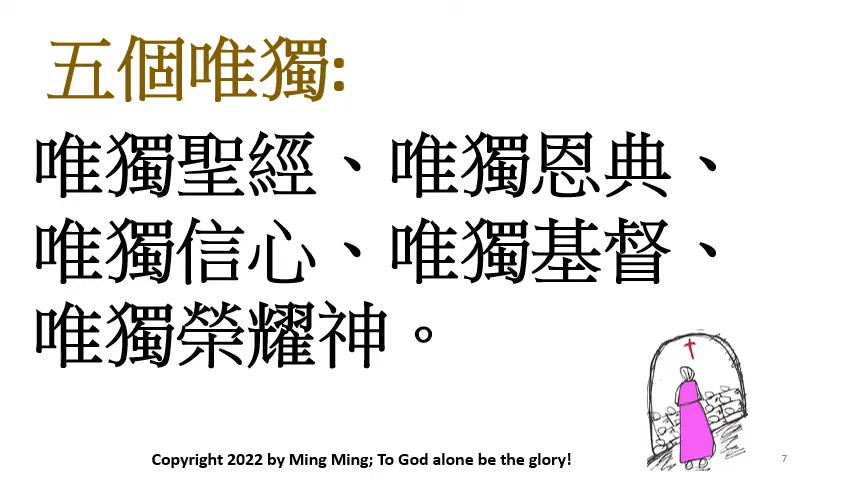 五個唯獨:
唯獨聖經、唯獨恩典、
唯獨信心、唯獨基督、
唯獨榮耀神。
Copyright 2022 by Ming Ming; To God alone be the glory!
7